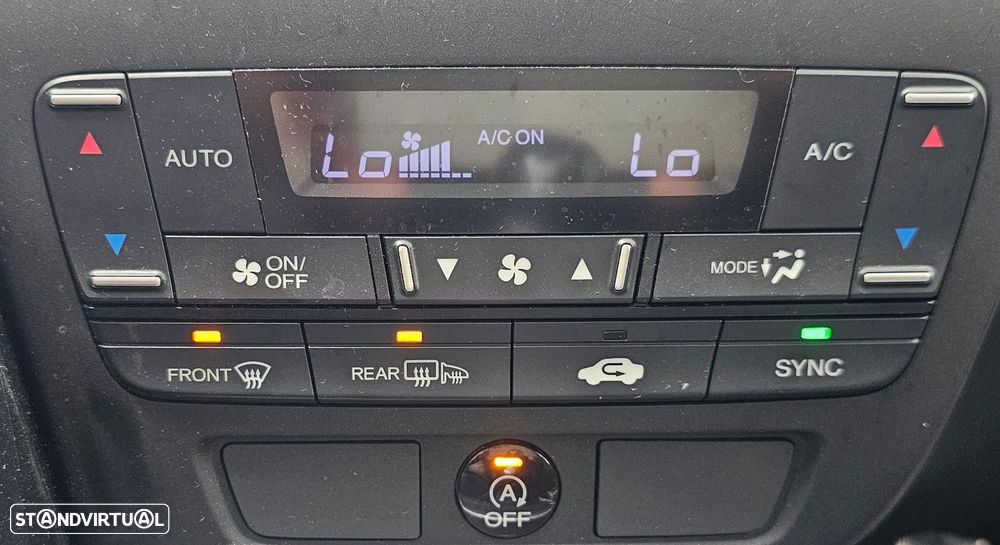 Lo A/C ON Lo
AUTO
A/C
ON/
OFF
MODE
FRONT
REAR
SYNC
A
OFF
STANDVIRTUAL